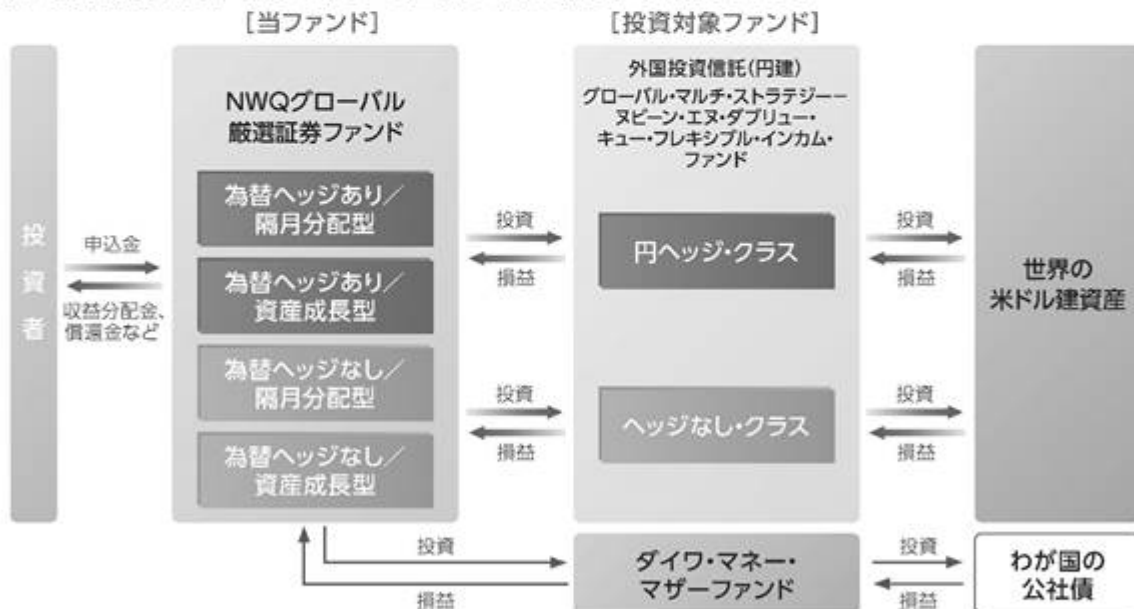 [当ファンド]
[投資対象ファンド]
投資者
申込金
収益分配金、
償還金など
NWQグローバル
厳選証券ファンド
為替ヘッジあり/
隔月分配型
為替ヘッジあり/
資産成長型
為替ヘッジなし/
隔月分配型
為替ヘッジなし/
資産成長型
投資
損益
投資
損益
外国投資信託(円建)
グローバル・マルチ・ストラテジー−
ヌビーン・エヌ・ダブリュー・
キュー・フレキシブル・インカム・
ファンド
円ヘッジ・クラス
ヘッジなし・クラス
投資
損益
投資
損益
世界の
米ドル建資産
投資
損益
ダイワ・マネー・
マザーファンド
投資
損益
わが国の
公社債